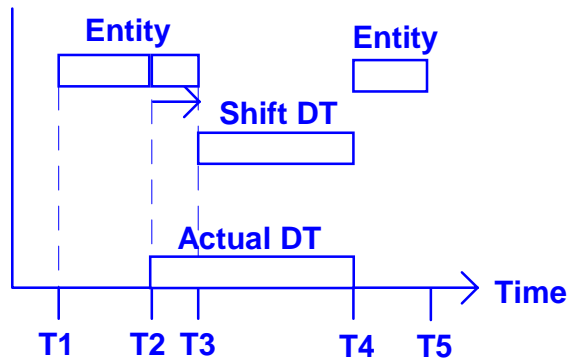 Entity
Entity
Shift DT
Actual DT
Time
T1 T2 T3 T4 T5